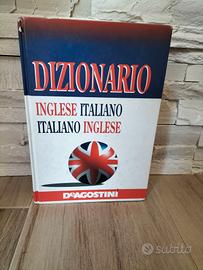 DIZIONARIO
INGLESE ITALIANO
ITALIANO INGLESE
DeAGOSTINI
subito